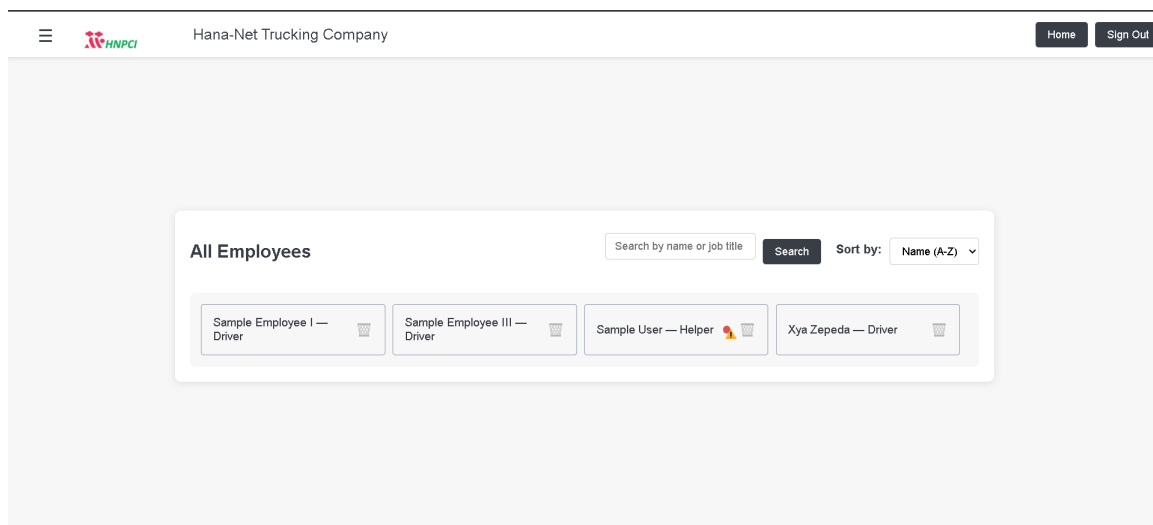 HNPCI
Hana-Net Trucking Company
Home
Sign Out
All Employees
Search by name or job title
Search
Sort by:
Name (A-Z)
Sample Employee I —
Driver
Sample Employee III —
Driver
Sample User — Helper
Xya Zepeda — Driver